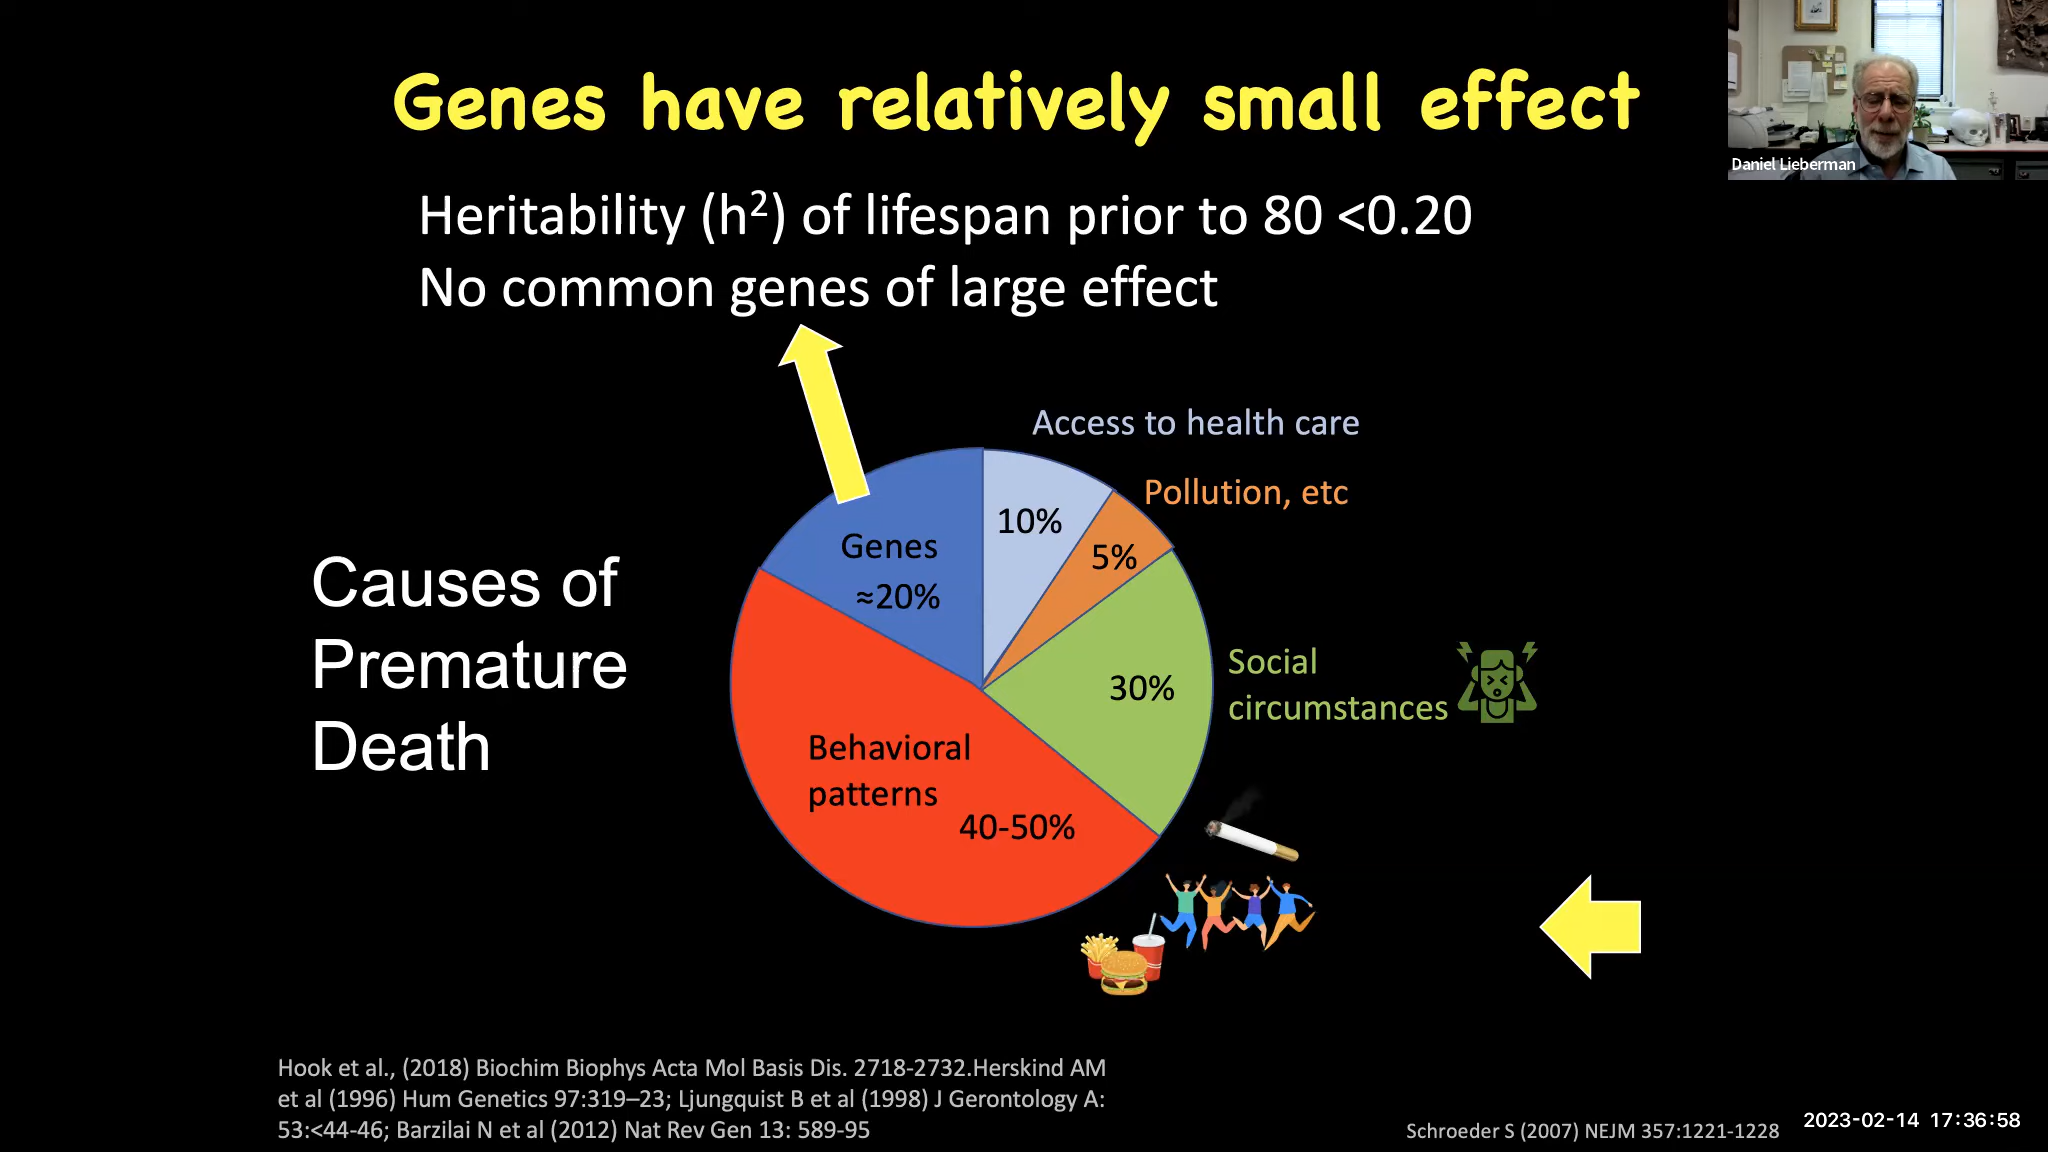 Genes have relatively small effect
Daniel Lieberman
Heritability (h²) of lifespan prior to 80 <0.20
No common genes of large effect
Access to health care
Pollution, etc
10%
5%
Genes
≈20%
Causes of
Premature
Death
Social
circumstances
30%
Behavioral
patterns
40-50%
Hook et al., (2018) Biochim Biophys Acta Mol Basis Dis. 2718-2732.Herskind AM
et al (1996) Hum Genetics 97:319–23; Ljungquist B et al (1998) J Gerontology A:
53:<44-46; Barzilai N et al (2012) Nat Rev Gen 13: 589-95
Schroeder S (2007) NEJM 357:1221-1228
2023-02-14 17:36:58